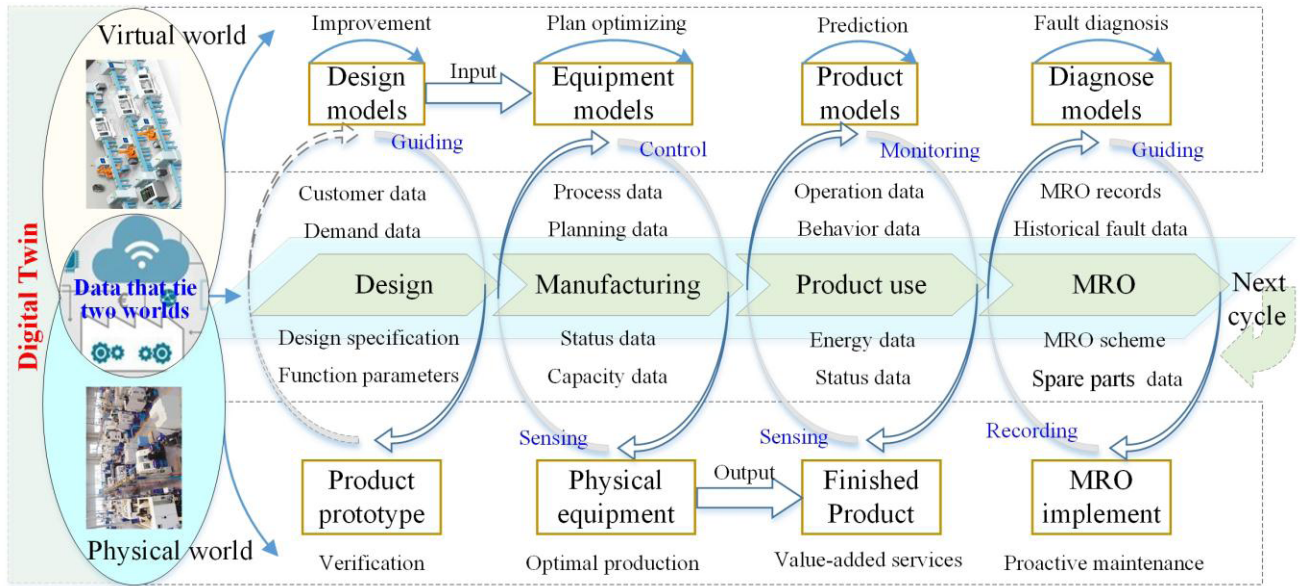 Digital Twin
Virtual world
Data that tie
two worlds
Physical world
Improvement
Plan optimizing
Prediction
Fault diagnosis
Design
models
Input
Equipment
models
Product
models
Diagnose
models
Guiding
Control
Monitoring
Guiding
Customer data
Process data
Operation data
MRO records
Demand data
Planning data
Behavior data
Historical fault data
Design
Manufacturing
Product use
MRO
Next
cycle
Design specification
Status data
Energy data
MRO scheme
Function parameters
Capacity data
Status data
Spare parts data
Sensing
Sensing
Recording
Product
prototype
Physical
equipment
Output
Finished
Product
MRO
implement
Verification
Optimal production
Value-added services
Proactive maintenance